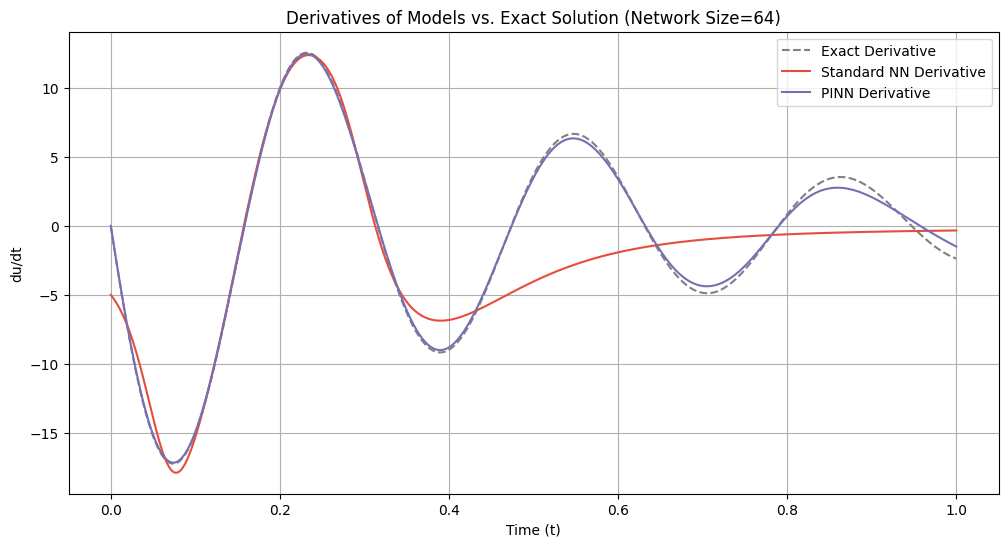 Derivatives of Models vs. Exact Solution (Network Size=64)
Exact Derivative
Standard NN Derivative
PINN Derivative
du/dt
10
5
0
−5
−10
−15
0.0
0.2
0.4
0.6
0.8
1.0
Time (t)